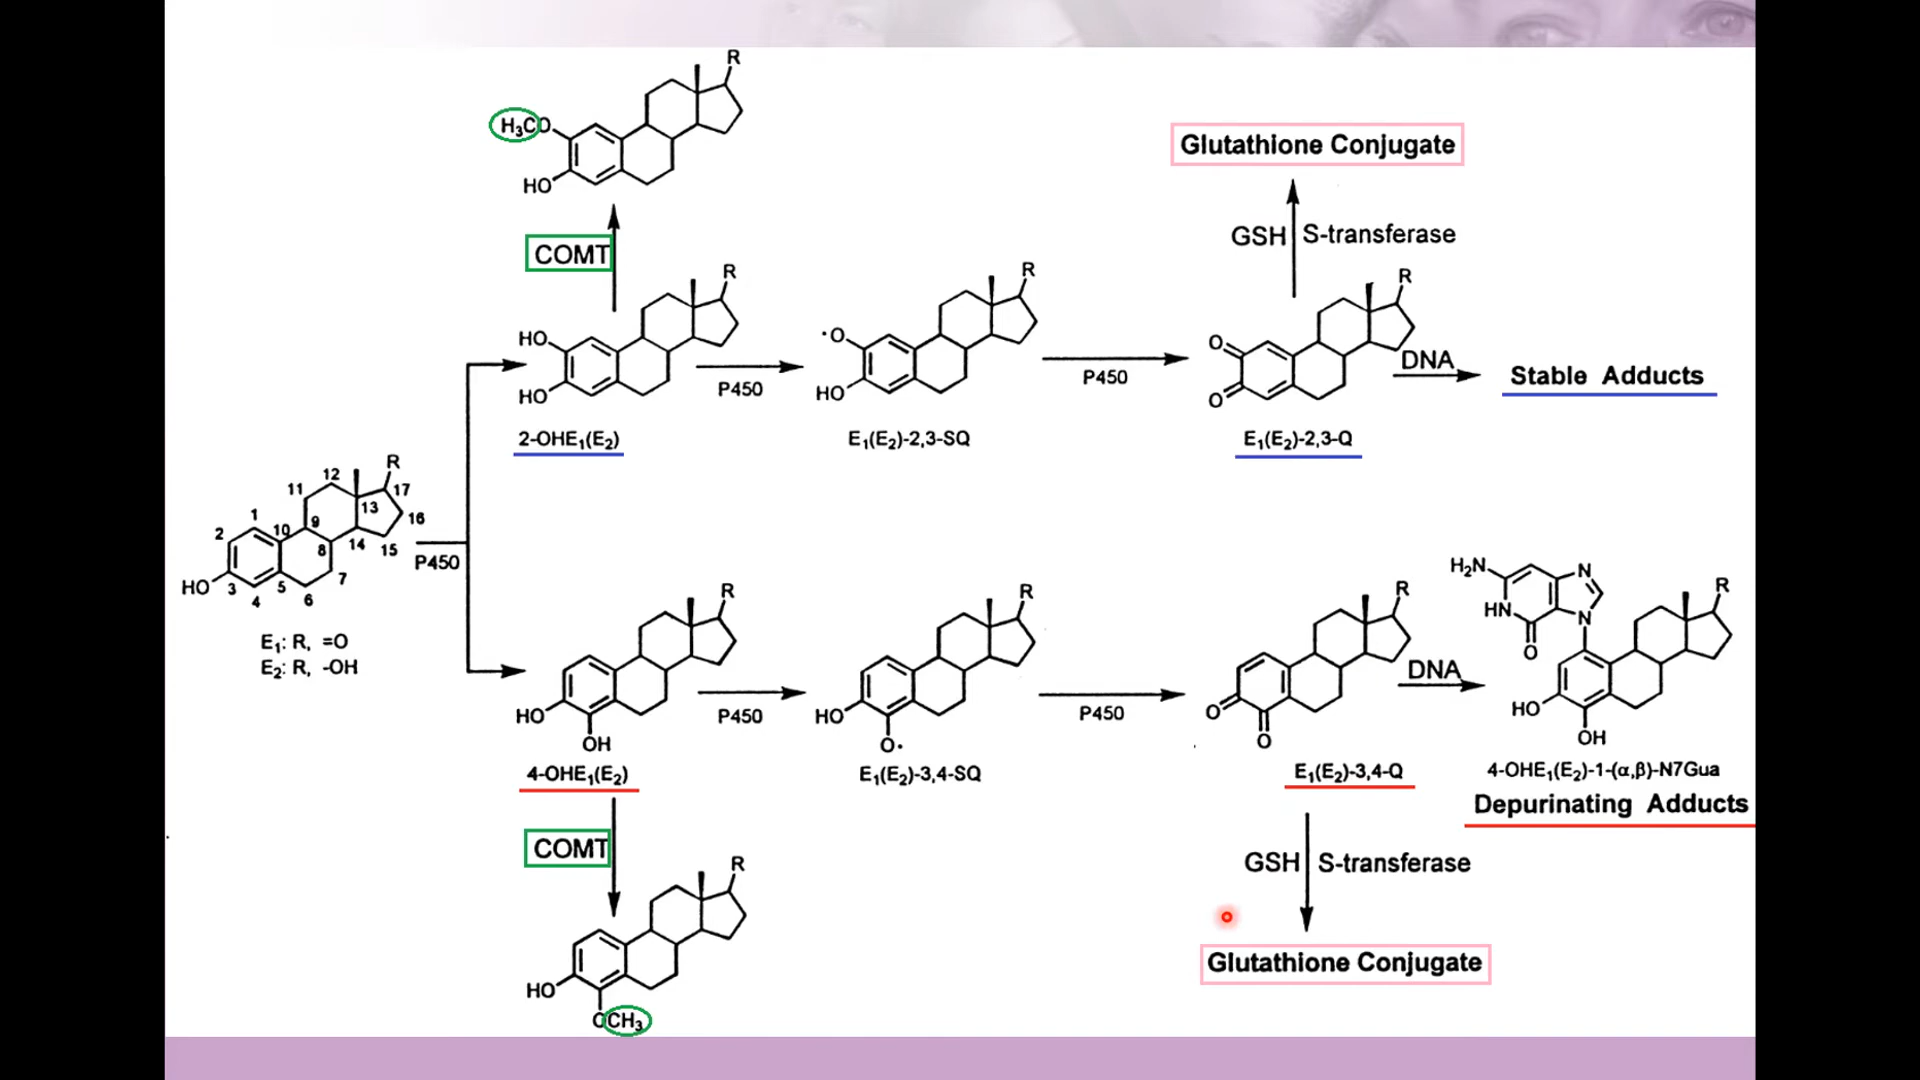 R
H₃CO
HO
Glutathione Conjugate
COMT
GSH S-transferase
R
HO
HO
P450
2-OHE₁(E₂)
R
·O
HO
P450
E₁(E₂)-2,3-SQ
R
O
O
DNA
E₁(E₂)-2,3-Q
Stable Adducts
R
12
11
17
13
1
16
2
10
9
14
15
8
HO
3
5
7
4
6
P450
E₁: R, =O
E₂: R, -OH
R
HO
OH
P450
4-OHE₁(E₂)
R
HO
O·
P450
E₁(E₂)-3,4-SQ
R
O
O
DNA
E₁(E₂)-3,4-Q
H₂N
N
HN
N
O
R
HO
OH
4-OHE₁(E₂)-1-(α,β)-N7Gua
Depurinating Adducts
COMT
GSH S-transferase
R
HO
OCH₃
Glutathione Conjugate